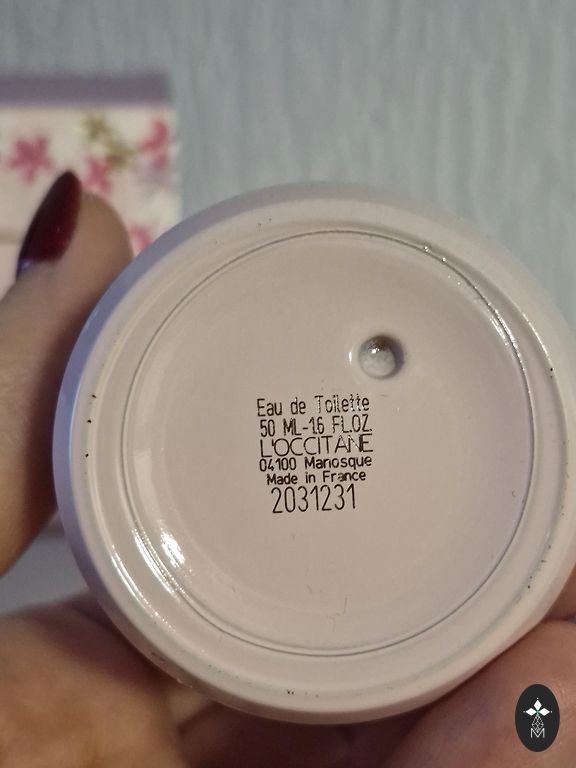 Eau de Toilette
50 ML-1.6 FL.OZ.
L'OCCITANE
04100 Manosque
Made in France
2031231
M